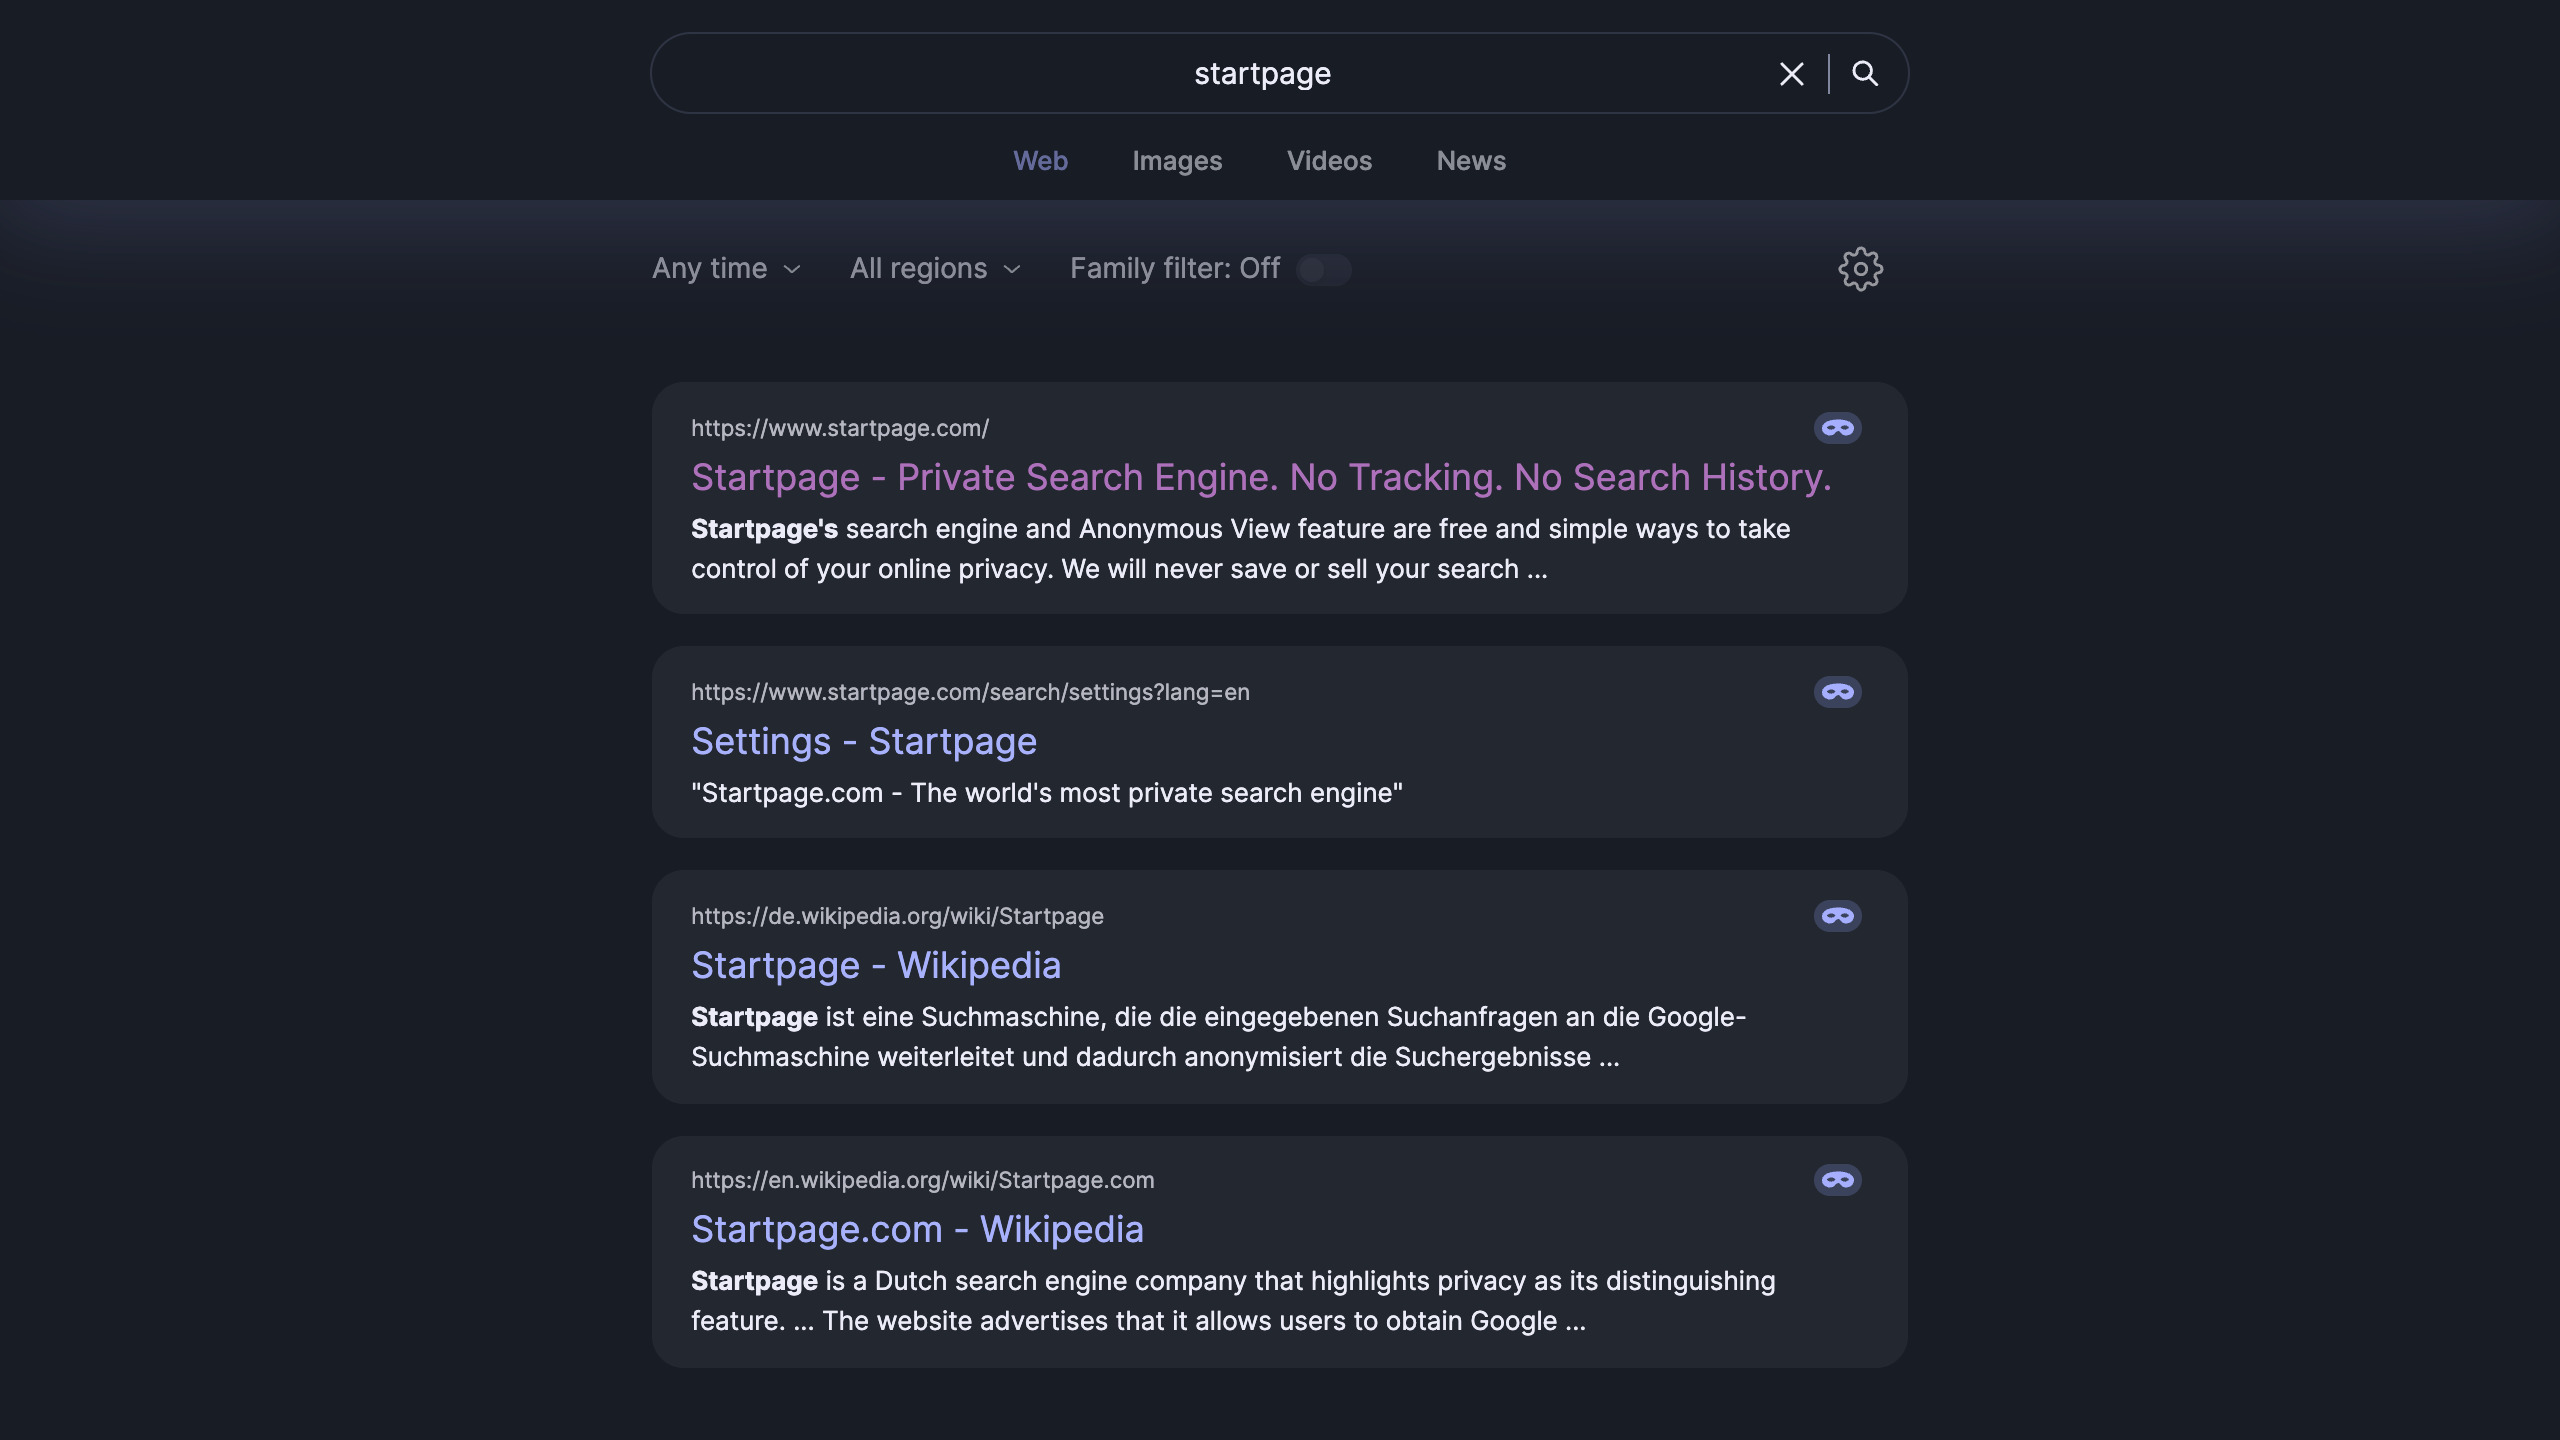 startpage
Web Images Videos News
Any time All regions Family filter: Off
https://www.startpage.com/
Startpage - Private Search Engine. No Tracking. No Search History.
Startpage's search engine and Anonymous View feature are free and simple ways to take
control of your online privacy. We will never save or sell your search ...
https://www.startpage.com/search/settings?lang=en
Settings - Startpage
"Startpage.com - The world's most private search engine"
https://de.wikipedia.org/wiki/Startpage
Startpage - Wikipedia
Startpage ist eine Suchmaschine, die die eingegebenen Suchanfragen an die Google-
Suchmaschine weiterleitet und dadurch anonymisiert die Suchergebnisse ...
https://en.wikipedia.org/wiki/Startpage.com
Startpage.com - Wikipedia
Startpage is a Dutch search engine company that highlights privacy as its distinguishing
feature. ... The website advertises that it allows users to obtain Google ...